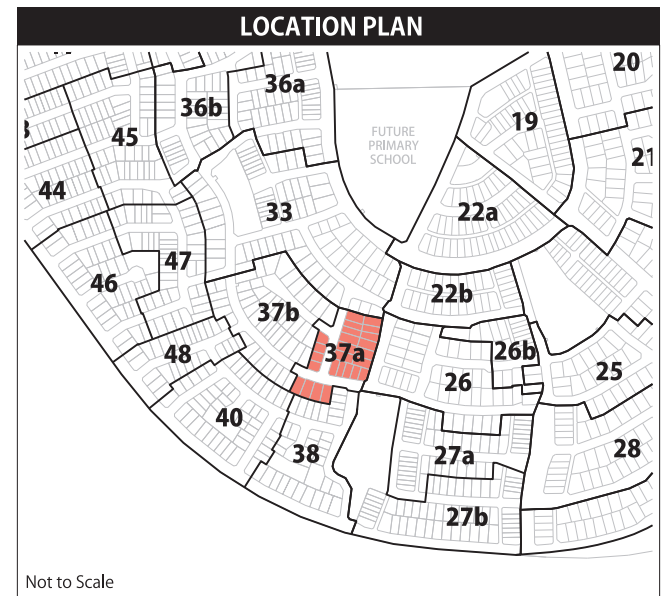 LOCATION PLAN
36a
20
36b
19
45
FUTURE
PRIMARY
SCHOOL
21
44
33
22a
47
46
22b
37b
37a
26b
48
25
26
40
38
27a
28
27b
Not to Scale